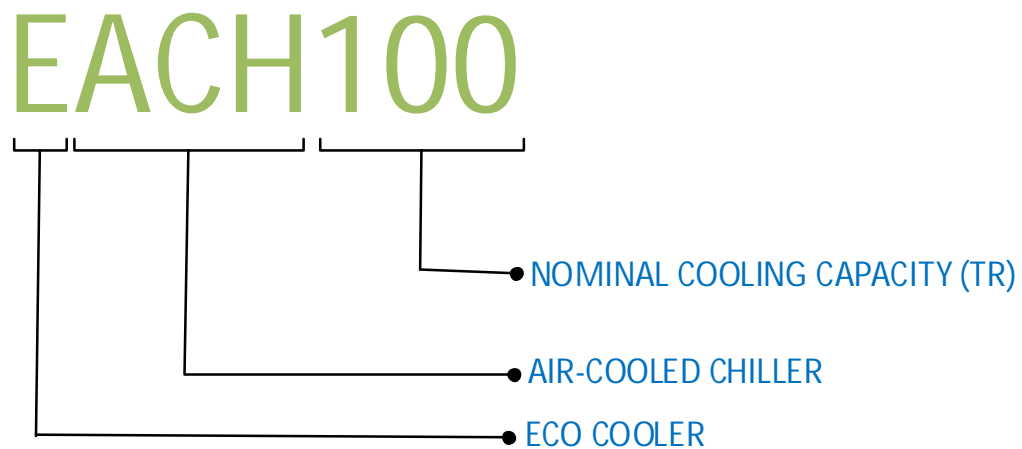 EACH100
NOMINAL COOLING CAPACITY (TR)
AIR-COOLED CHILLER
ECO COOLER